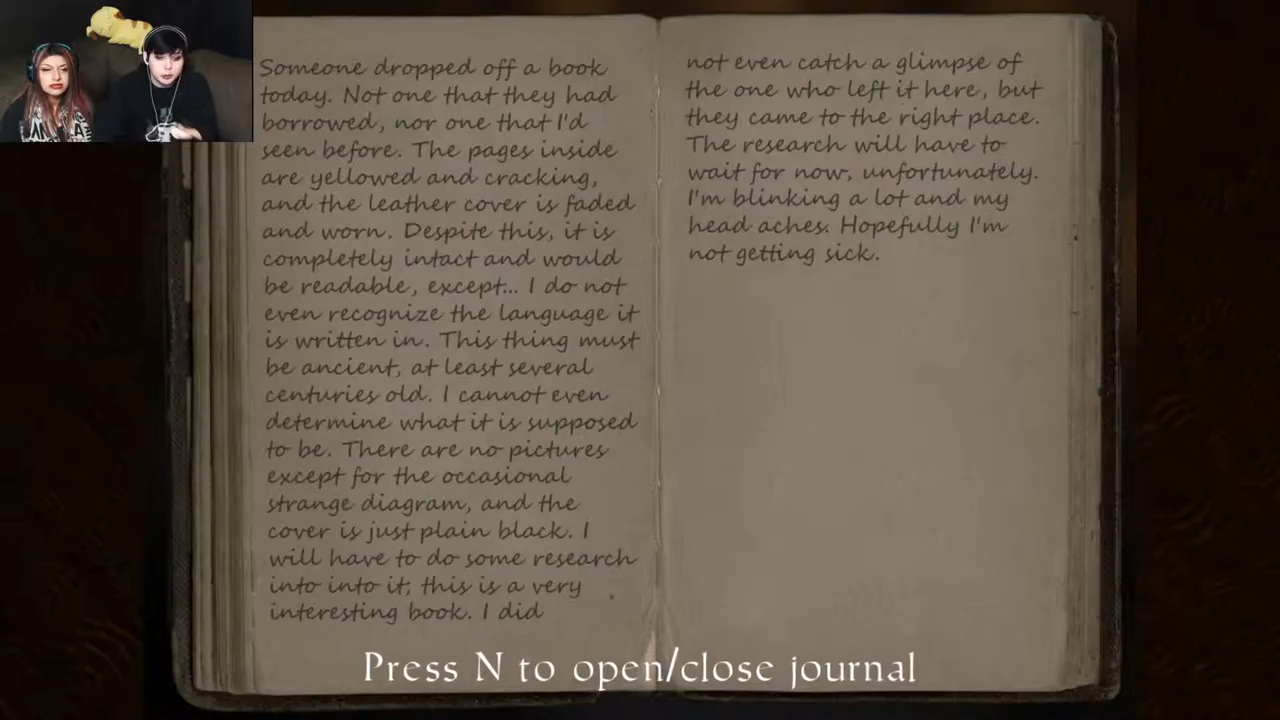 Someone dropped off a book
today. Not one that they had
borrowed, nor one that I'd
seen before. The pages inside
are yellowed and cracking,
and the leather cover is faded
and worn. Despite this, it is
completely intact and would
be readable, except... I do not
even recognize the language it
is written in. This thing must
be ancient, at least several
centuries old. I cannot even
determine what it is supposed
to be. There are no pictures
except for the occasional
strange diagram, and the
cover is just plain black. I
will have to do some research
into into it; this is a very
interesting book. I did
not even catch a glimpse of
the one who left it here, but
they came to the right place.
The research will have to
wait for now, unfortunately.
I'm blinking a lot and my
head aches. Hopefully I'm
not getting sick.
Press N to open/close journal